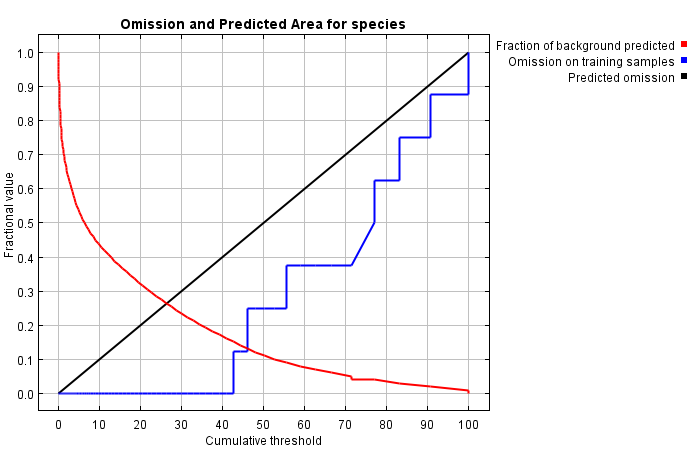 Omission and Predicted Area for species
Fraction of background predicted
Omission on training samples
Predicted omission
Fractional value
1.0
0.9
0.8
0.7
0.6
0.5
0.4
0.3
0.2
0.1
0.0
0 10 20 30 40 50 60 70 80 90 100
Cumulative threshold